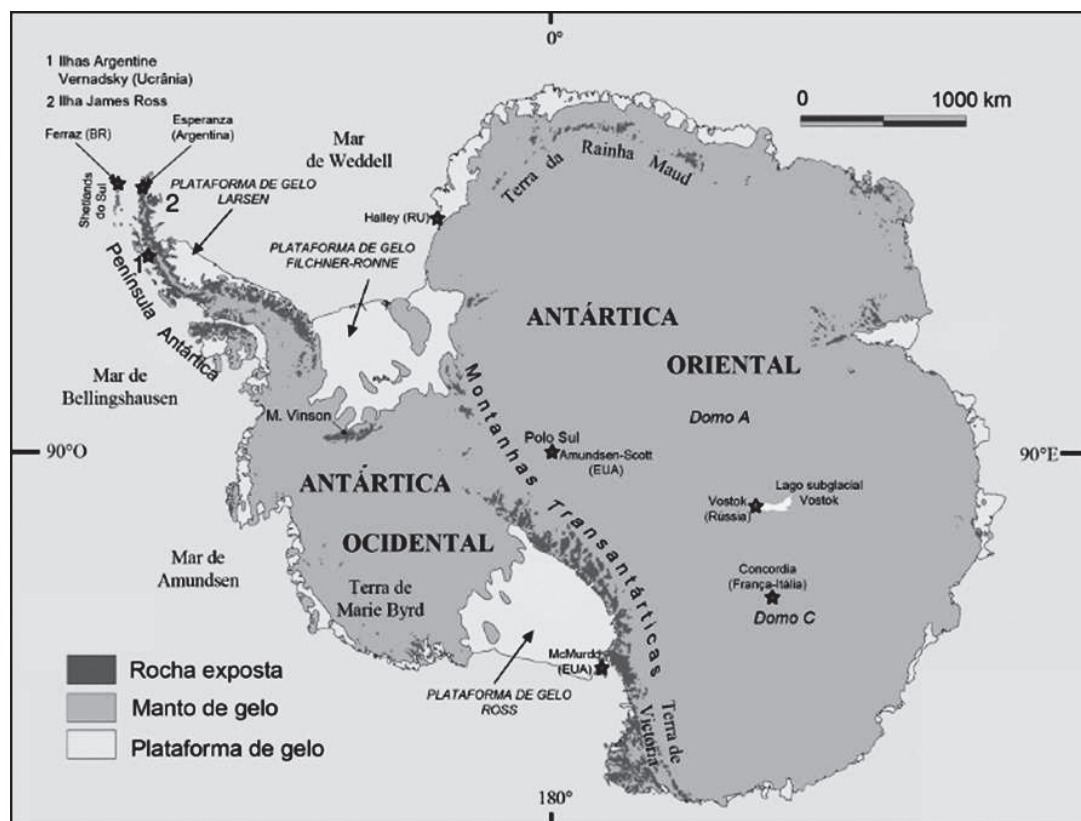 0°
1 Ilhas Argentine
Vernadsky (Ucrânia)
2 Ilha James Ross
Ferraz (BR)
Esperanza
(Argentina)
0 1000 km
Mar
de Weddell
Terra da Rainha Maud
Shetlands
do Sul
PLATAFORMA DE GELO
LARSEN
2
Halley (RU)
PLATAFORMA DE GELO
FILCHNER-RONNE
1
Península Antártica
ANTÁRTICA
ORIENTAL
Mar de
Bellingshausen
M. Vinson
Montanhas Transantárticas
Domo A
Polo Sul
Amundsen-Scott
(EUA)
90°O
90°E
ANTÁRTICA
OCIDENTAL
Vostok
(Rússia)
Lago subglacial
Vostok
Mar de
Amundsen
Terra de
Marie Byrd
Concordia
(França-Itália)
Domo C
McMurdo
(EUA)
PLATAFORMA DE GELO
ROSS
Terra de
Victória
Rocha exposta
Manto de gelo
Plataforma de gelo
180°